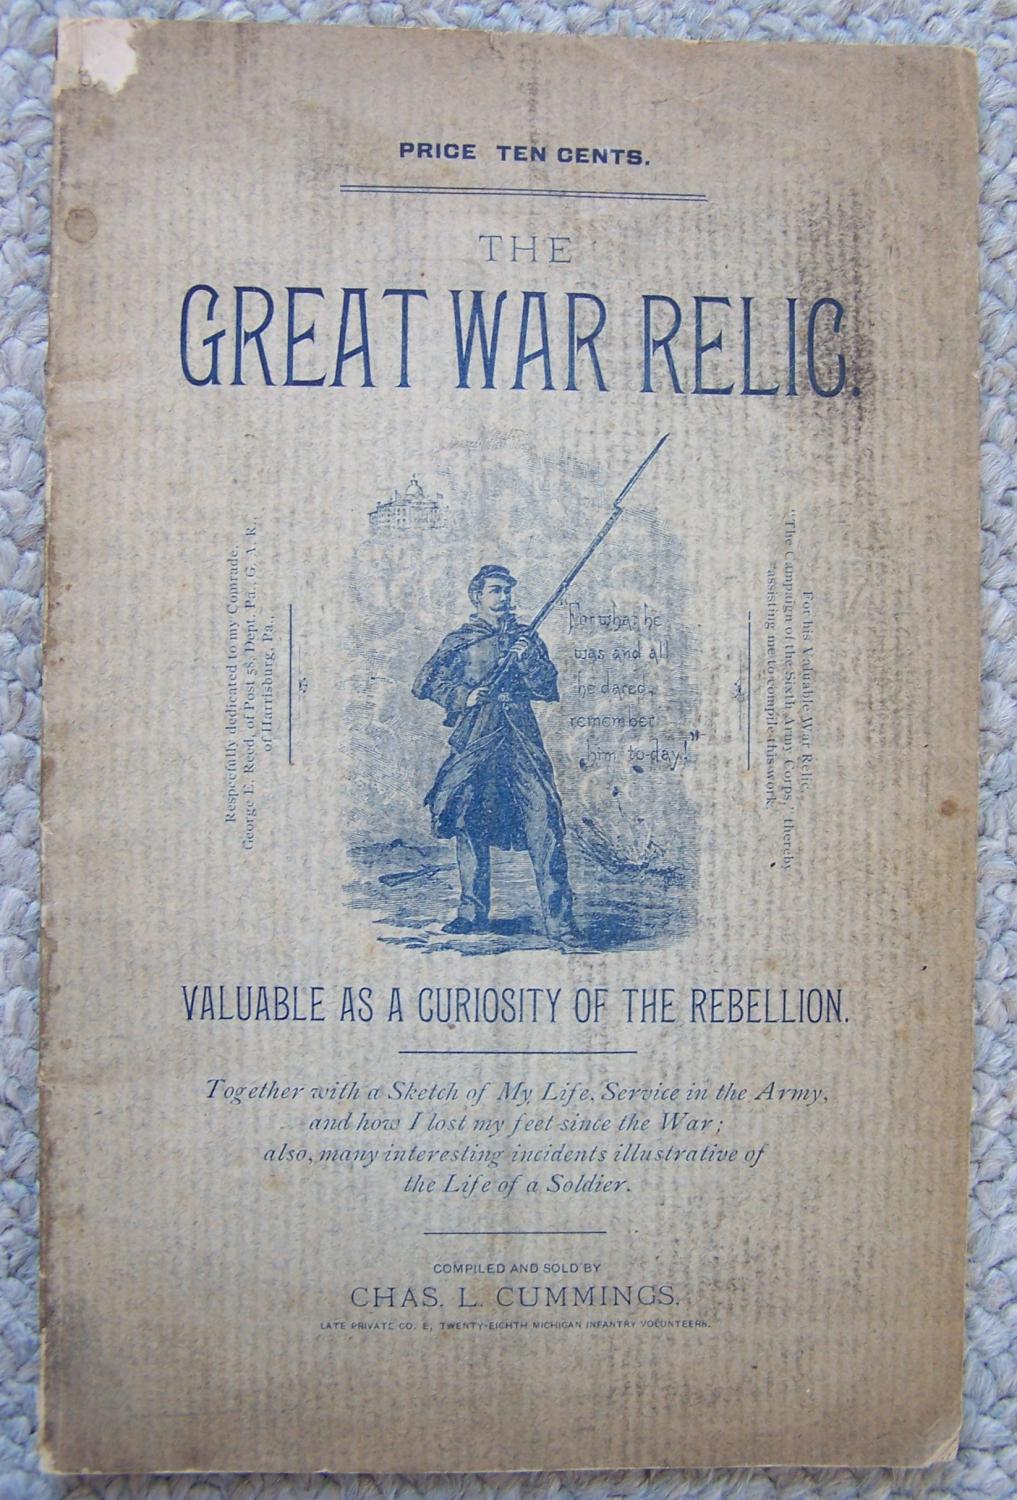 PRICE TEN CENTS.
THE
GREAT WAR RELIC.
Respectfully dedicated to my Comrade,
George E. Reed, of Post 58, Dept. Pa., G. A. R.,
of Harrisburg, Pa.,
"For what he
was and all
he dared,
remember
him to-day!"
For his Valuable War Relic,
"The Campaign of the Sixth Army Corps," thereby
assisting me to compile this work.
VALUABLE AS A CURIOSITY OF THE REBELLION.
Together with a Sketch of My Life, Service in the Army,
and how I lost my feet since the War;
also, many interesting incidents illustrative of
the Life of a Soldier.
COMPILED AND SOLD BY
CHAS. L. CUMMINGS,
LATE PRIVATE CO. E, TWENTY-EIGHTH MICHIGAN INFANTRY VOLUNTEERS.